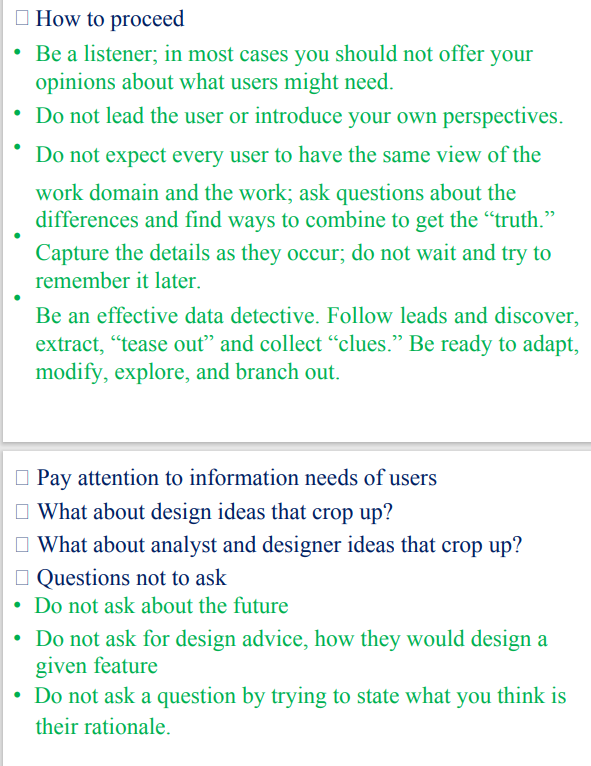 □ How to proceed
• Be a listener; in most cases you should not offer your
opinions about what users might need.
• Do not lead the user or introduce your own perspectives.
• Do not expect every user to have the same view of the
work domain and the work; ask questions about the
differences and find ways to combine to get the “truth.”
• Capture the details as they occur; do not wait and try to
remember it later.
• Be an effective data detective. Follow leads and discover,
extract, “tease out” and collect “clues.” Be ready to adapt,
modify, explore, and branch out.
□ Pay attention to information needs of users
□ What about design ideas that crop up?
□ What about analyst and designer ideas that crop up?
□ Questions not to ask
• Do not ask about the future
• Do not ask for design advice, how they would design a
given feature
• Do not ask a question by trying to state what you think is
their rationale.